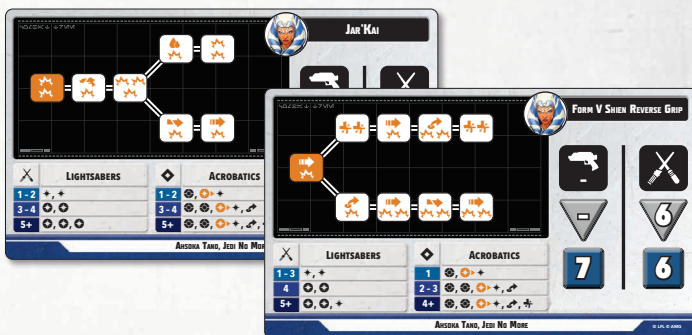 JAR'KAI
LIGHTSABERS
ACROBATICS
1-2
1-2
3-4
3-4
5+
5+
AHSOKA TANO, JEDI NO MOR
FORM V SHIEN REVERSE GRIP
-
- 6
7 6
LIGHTSABERS
ACROBATICS
1-3
1
4
2-3
5+
4+
AHSOKA TANO, JEDI NO MORE
© LFL © AMG